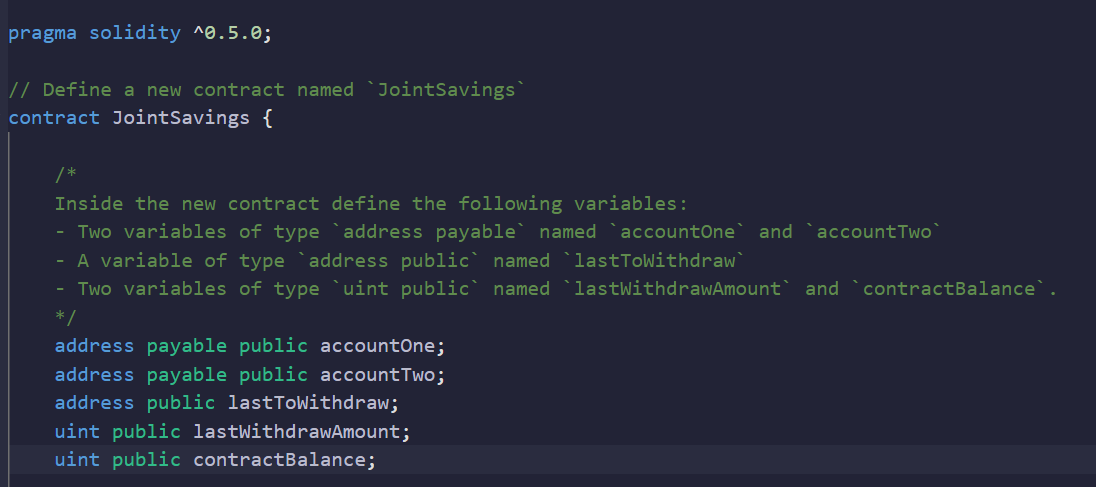 pragma solidity ^0.5.0;
// Define a new contract named `JointSavings`
contract JointSavings {
/*
Inside the new contract define the following variables:
- Two variables of type `address payable` named `accountOne` and `accountTwo`
- A variable of type `address public` named `lastToWithdraw`
- Two variables of type `uint public` named `lastWithdrawAmount` and `contractBalance`.
*/
address payable public accountOne;
address payable public accountTwo;
address public lastToWithdraw;
uint public lastWithdrawAmount;
uint public contractBalance;